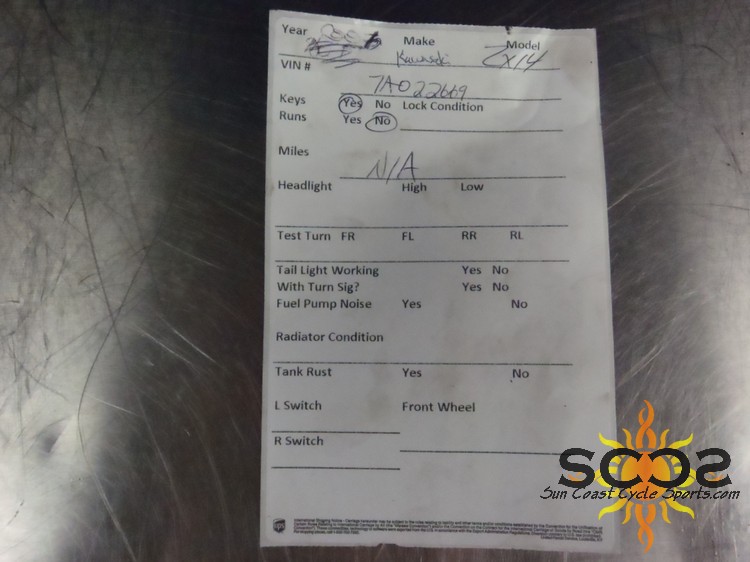 Year 2007 Make Kawasaki Model ZX14
VIN # 7A022669
Keys Yes No Lock Condition
Runs Yes No
Miles N/A
Headlight High Low
Test Turn FR FL RR RL
Tail Light Working Yes No
With Turn Sig? Yes No
Fuel Pump Noise Yes No
Radiator Condition
Tank Rust Yes No
L Switch Front Wheel
R Switch
SCCS
Sun Coast Cycle Sports.com